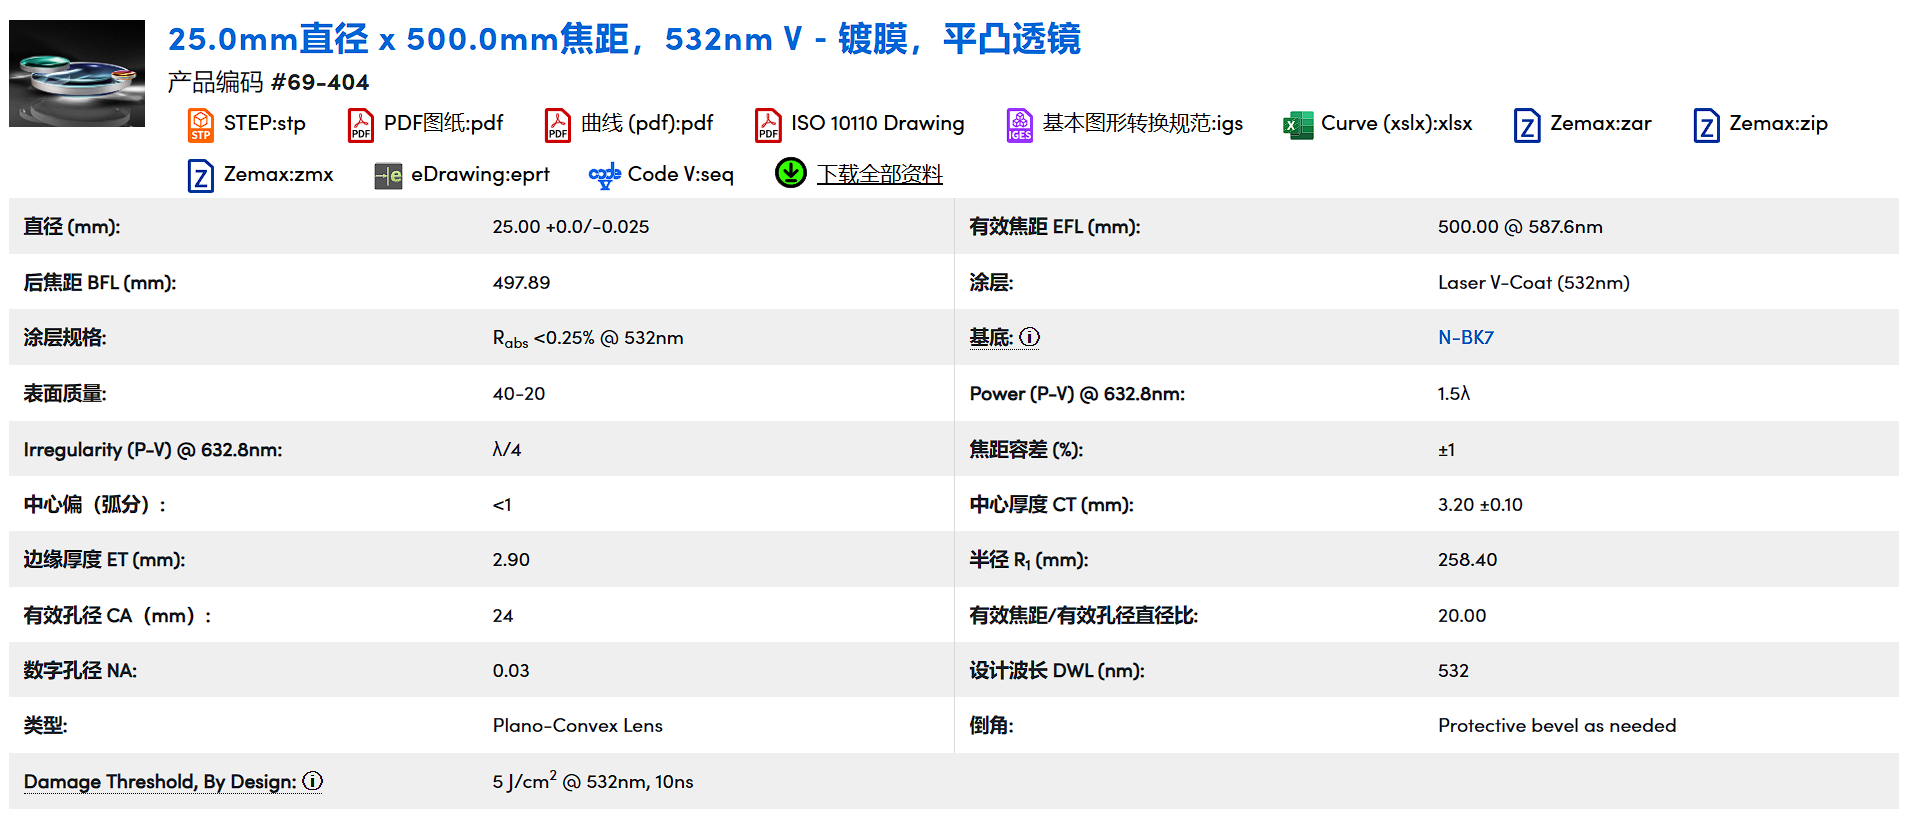 25.0mm直径 x 500.0mm焦距，532nm V - 镀膜，平凸透镜
产品编码 #69-404
STEP:stp PDF图纸:pdf 曲线 (pdf):pdf ISO 10110 Drawing 基本图形转换规范:igs Curve (xslx):xlsx Zemax:zar Zemax:zip
Zemax:zmx eDrawing:eprt Code V:seq 下载全部资料
直径 (mm): 25.00 +0.0/-0.025 有效焦距 EFL (mm): 500.00 @ 587.6nm
后焦距 BFL (mm): 497.89 涂层: Laser V-Coat (532nm)
涂层规格: Rabs <0.25% @ 532nm 基底: N-BK7
表面质量: 40-20 Power (P-V) @ 632.8nm: 1.5λ
Irregularity (P-V) @ 632.8nm: λ/4 焦距容差 (%): ±1
中心偏（弧分）: <1 中心厚度 CT (mm): 3.20 ±0.10
边缘厚度 ET (mm): 2.90 半径 R1 (mm): 258.40
有效孔径 CA（mm）: 24 有效焦距/有效孔径直径比: 20.00
数字孔径 NA: 0.03 设计波长 DWL (nm): 532
类型: Plano-Convex Lens 倒角: Protective bevel as needed
Damage Threshold, By Design: 5 J/cm² @ 532nm, 10ns